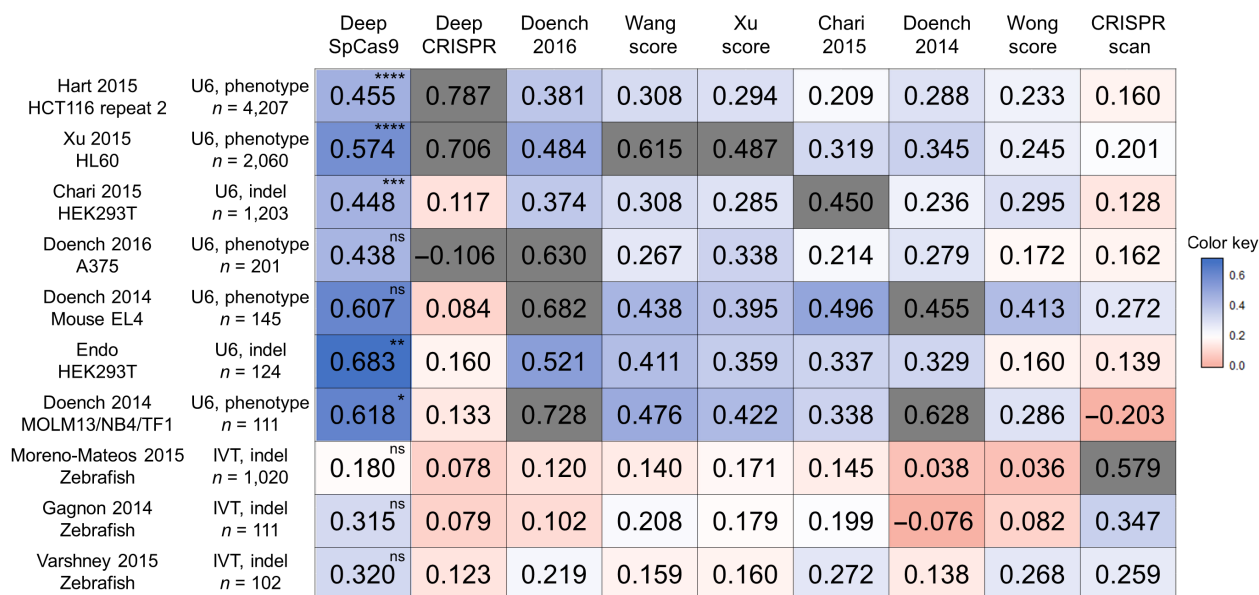 Deep Deep Doench Wang Xu Chari Doench Wong CRISPR
SpCas9 CRISPR 2016 score score 2015 2014 score scan
Hart 2015 U6, phenotype ****
HCT116 repeat 2 n = 4,207 0.455 0.787 0.381 0.308 0.294 0.209 0.288 0.233 0.160
Xu 2015 U6, phenotype ****
HL60 n = 2,060 0.574 0.706 0.484 0.615 0.487 0.319 0.345 0.245 0.201
Chari 2015 U6, indel ***
HEK293T n = 1,203 0.448 0.117 0.374 0.308 0.285 0.450 0.236 0.295 0.128
Doench 2016 U6, phenotype ns
A375 n = 201 0.438 −0.106 0.630 0.267 0.338 0.214 0.279 0.172 0.162
Color key
Doench 2014 U6, phenotype ns
Mouse EL4 n = 145 0.607 0.084 0.682 0.438 0.395 0.496 0.455 0.413 0.272
0.6
0.4
0.2
0.0
Endo U6, indel **
HEK293T n = 124 0.683 0.160 0.521 0.411 0.359 0.337 0.329 0.160 0.139
Doench 2014 U6, phenotype *
MOLM13/NB4/TF1 n = 111 0.618 0.133 0.728 0.476 0.422 0.338 0.628 0.286 −0.203
Moreno-Mateos 2015 IVT, indel ns
Zebrafish n = 1,020 0.180 0.078 0.120 0.140 0.171 0.145 0.038 0.036 0.579
Gagnon 2014 IVT, indel ns
Zebrafish n = 111 0.315 0.079 0.102 0.208 0.179 0.199 −0.076 0.082 0.347
Varshney 2015 IVT, indel ns
Zebrafish n = 102 0.320 0.123 0.219 0.159 0.160 0.272 0.138 0.268 0.259